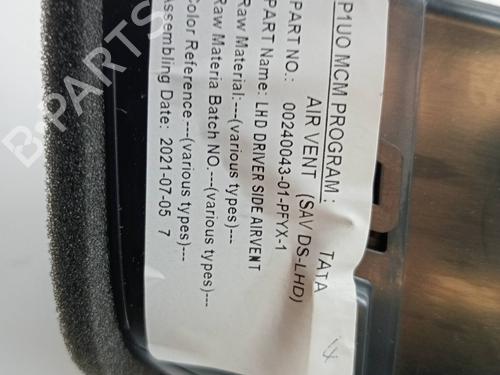 P1U0 MCM PROGRAM :
TATA
AIR VENT (SAV DS-LHD)
PART NO.: 00240043-01-PFYX-1
PART Name: LHD DRIVER SIDE AIRVENT
Raw Material:---(various types)---
Raw Materia Batch NO.---(various types)---
Color Reference:---(various types)---
Assembling Date: 2021-07-05 7
B-PARTS